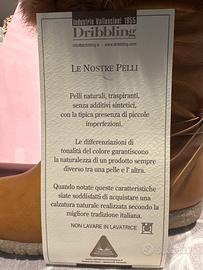 Industrie Vallesinesi 1955
Dribbling
LE NOSTRE PELLI
Pelli naturali, traspiranti,
senza additivi sintetici,
con la tipica presenza di piccole
imperfezioni.
Le differenziazioni di
tonalità del colore garantiscono
la naturalezza di un prodotto sempre
diverso tra una pelle e l' altra.
Quando notate queste caratteristiche
siate soddisfatti di acquistare una
calzatura naturale realizzata secondo la
migliore tradizione italiana.
NON LAVARE IN LAVATRICE